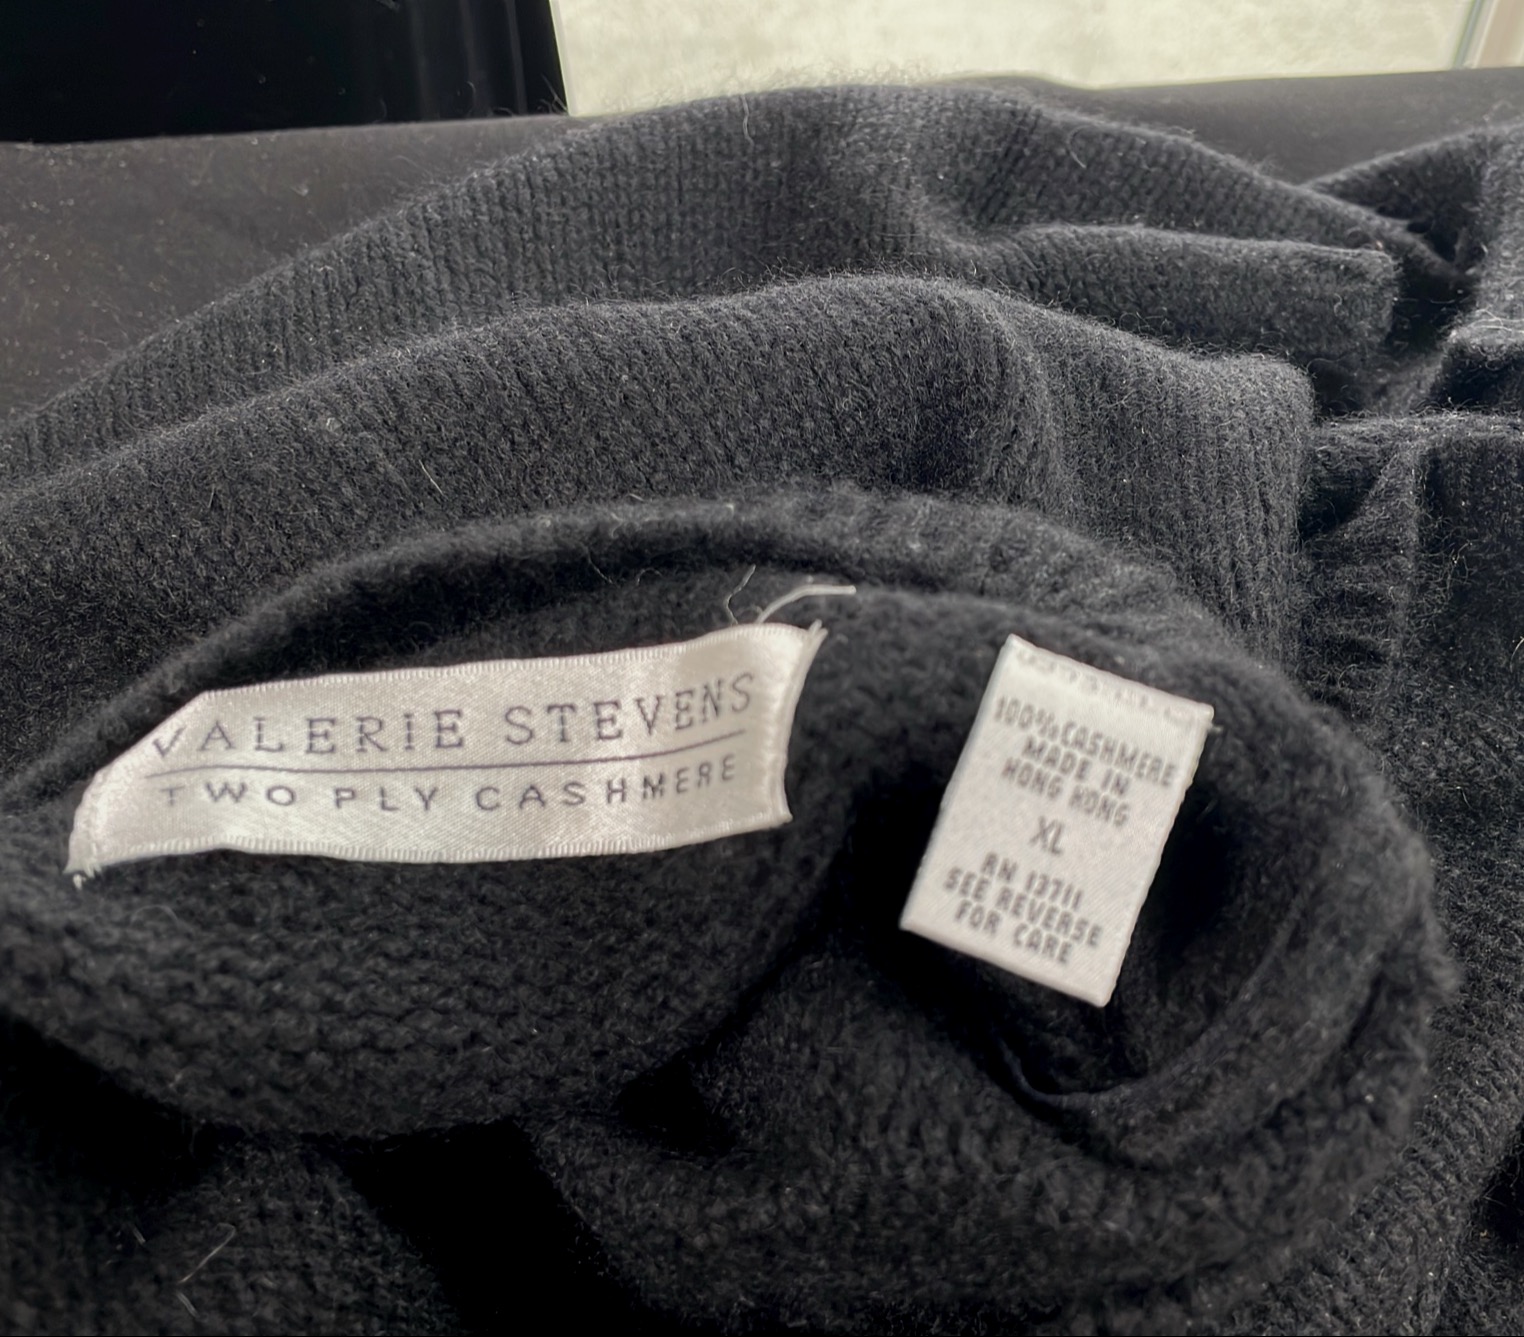 VALERIE STEVENS
TWO PLY CASHMERE
100% CASHMERE
MADE IN
HONG KONG
XL
RN 13711
SEE REVERSE
FOR CARE